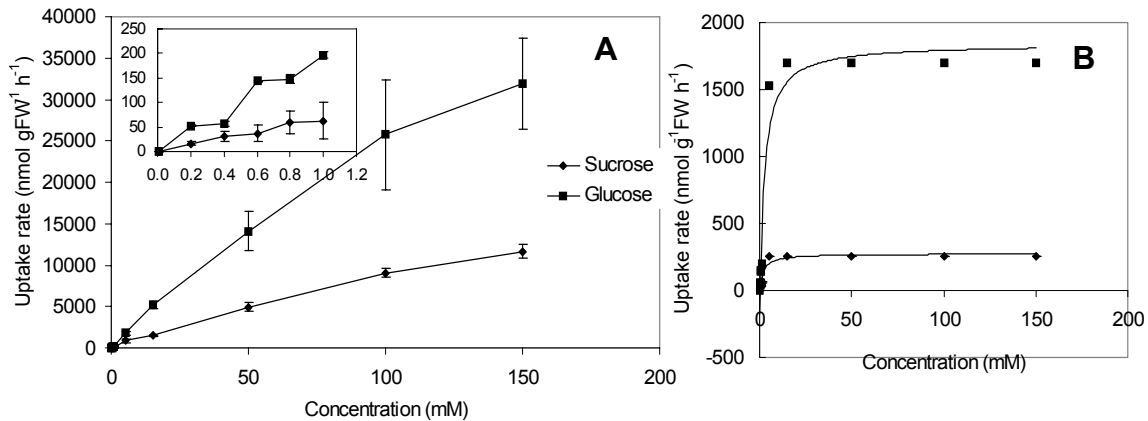 Uptake rate (nmol gFW¹ h⁻¹)
40000
35000
30000
25000
20000
15000
10000
5000
0
250
200
150
100
50
0
0.0 0.2 0.4 0.6 0.8 1.0 1.2
A
Sucrose
Glucose
0 50 100 150 200
Concentration (mM)
Uptake rate (nmol g⁻¹FW h⁻¹)
2000
1500
1000
500
0
-500
B
0 50 100 150 200
Concentration (mM)